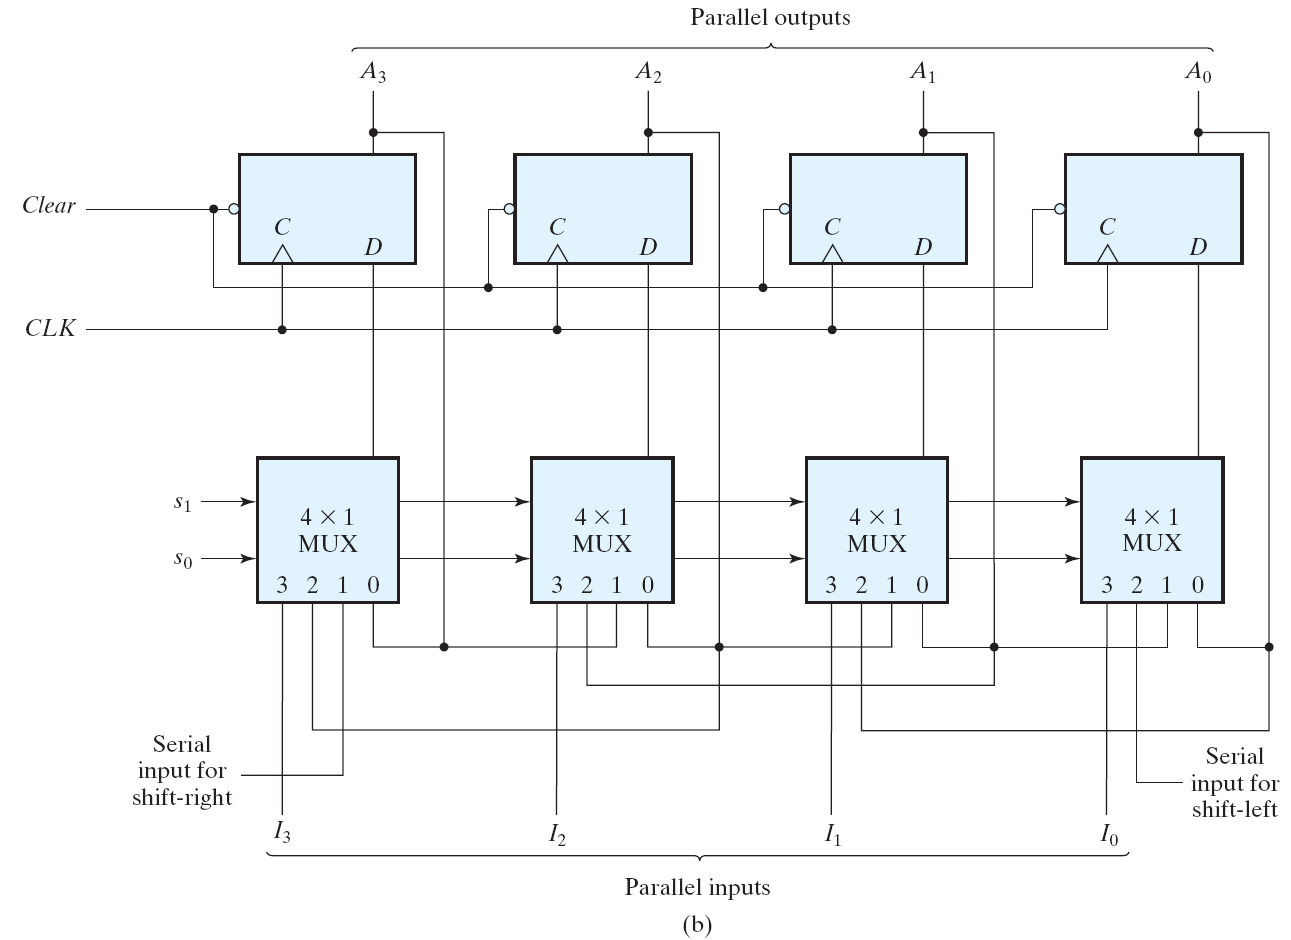 Parallel outputs
A3 A2 A1 A0
Clear
C C C C
D D D D
CLK
s1
4 × 1 4 × 1 4 × 1 4 × 1
MUX MUX MUX MUX
s0
3 2 1 0 3 2 1 0 3 2 1 0 3 2 1 0
Serial
input for
shift-right
Serial
input for
shift-left
I3 I2 I1 I0
Parallel inputs
(b)